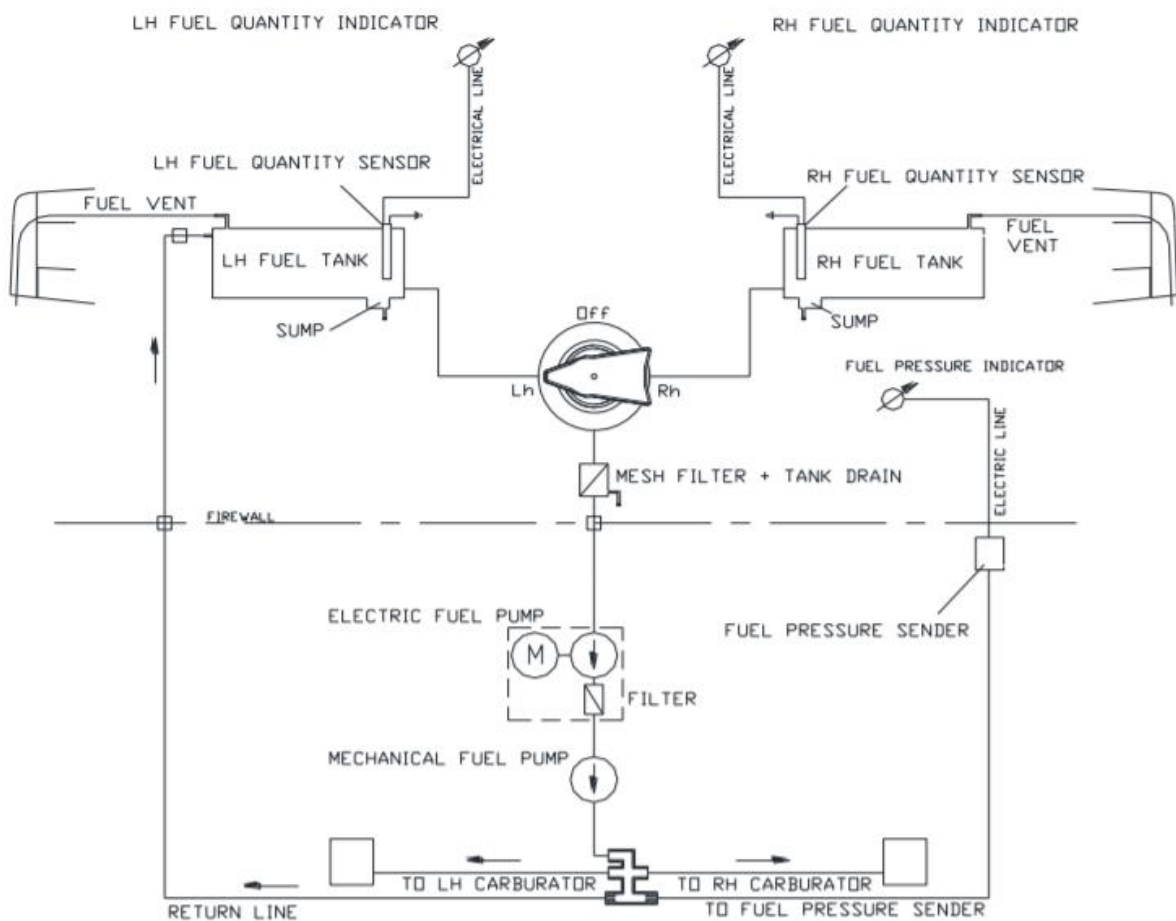 LH FUEL QUANTITY INDICATOR
RH FUEL QUANTITY INDICATOR
ELECTRICAL LINE
ELECTRICAL LINE
LH FUEL QUANTITY SENSOR
RH FUEL QUANTITY SENSOR
FUEL VENT
FUEL
VENT
LH FUEL TANK
RH FUEL TANK
SUMP
SUMP
Off
Lh
Rh
FUEL PRESSURE INDICATOR
ELECTRIC LINE
MESH FILTER + TANK DRAIN
FIREWALL
ELECTRIC FUEL PUMP
FUEL PRESSURE SENDER
M
FILTER
MECHANICAL FUEL PUMP
TO LH CARBURATOR
TO RH CARBURATOR
RETURN LINE
TO FUEL PRESSURE SENDER